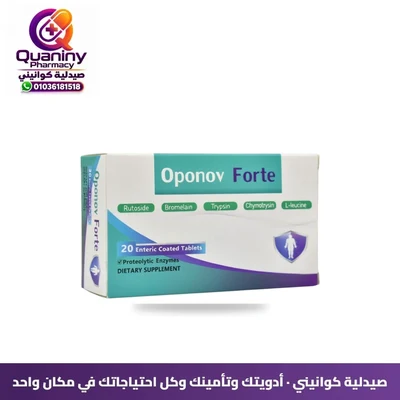 Quaniny
Pharmacy
صيدلية كوانيني
01036181518
Oponov Forte
Rutoside
Bromelain
Trypsin
Chymotrysin
L-leucine
20 Enteric Coated Tablets
Proteolytic Enzymes
DIETARY SUPPLEMENT
Oponov Forte
صيدلية كوانيني - أدويتك وتأمينك وكل احتياجاتك في مكان واحد